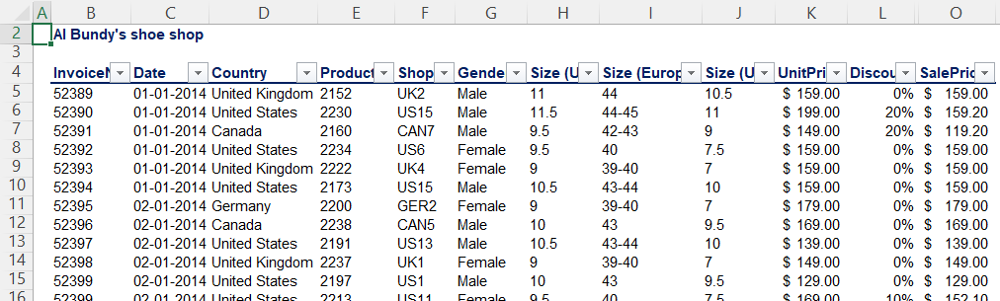 A B C D E F G H I J K L O
2 Al Bundy's shoe shop
3
4 InvoiceN Date Country Product Shop Gende Size (U Size (Europ Size (U UnitPri Discou SalePric
5 52389 01-01-2014 United Kingdom 2152 UK2 Male 11 44 10.5 $ 159.00 0% $ 159.00
6 52390 01-01-2014 United States 2230 US15 Male 11.5 44-45 11 $ 199.00 20% $ 159.20
7 52391 01-01-2014 Canada 2160 CAN7 Male 9.5 42-43 9 $ 149.00 20% $ 119.20
8 52392 01-01-2014 United States 2234 US6 Female 9.5 40 7.5 $ 159.00 0% $ 159.00
9 52393 01-01-2014 United Kingdom 2222 UK4 Female 9 39-40 7 $ 159.00 0% $ 159.00
10 52394 01-01-2014 United States 2173 US15 Male 10.5 43-44 10 $ 159.00 0% $ 159.00
11 52395 02-01-2014 Germany 2200 GER2 Female 9 39-40 7 $ 179.00 0% $ 179.00
12 52396 02-01-2014 Canada 2238 CAN5 Male 10 43 9.5 $ 169.00 0% $ 169.00
13 52397 02-01-2014 United States 2191 US13 Male 10.5 43-44 10 $ 139.00 0% $ 139.00
14 52398 02-01-2014 United Kingdom 2237 UK1 Female 9 39-40 7 $ 149.00 0% $ 149.00
15 52399 02-01-2014 United States 2197 US1 Male 10 43 9.5 $ 129.00 0% $ 129.00
16 52399 02-01-2014 United States 2213 US11 Female 9.5 40 7.5 $ 169.00 10% $ 152.10